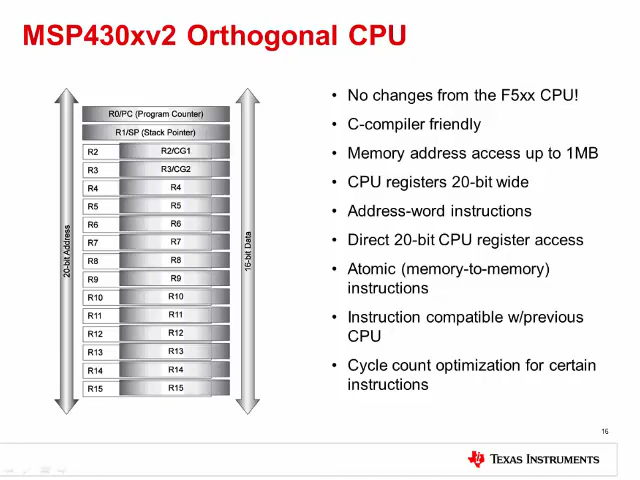 MSP430xv2 Orthogonal CPU
R0/PC (Program Counter)
R1/SP (Stack Pointer)
R2 R2/CG1
R3 R3/CG2
R4 R4
R5 R5
R6 R6
R7 R7
R8 R8
R9 R9
R10 R10
R11 R11
R12 R12
R13 R13
R14 R14
R15 R15
20-bit Address
16-bit Data
• No changes from the F5xx CPU!
• C-compiler friendly
• Memory address access up to 1MB
• CPU registers 20-bit wide
• Address-word instructions
• Direct 20-bit CPU register access
• Atomic (memory-to-memory)
instructions
• Instruction compatible w/previous
CPU
• Cycle count optimization for certain
instructions
16
TEXAS INSTRUMENTS